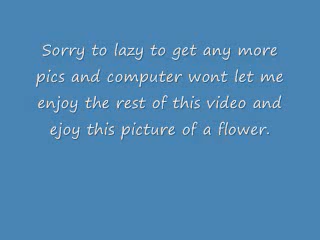 Sorry to lazy to get any more
pics and computer wont let me
enjoy the rest of this video and
ejoy this picture of a flower.